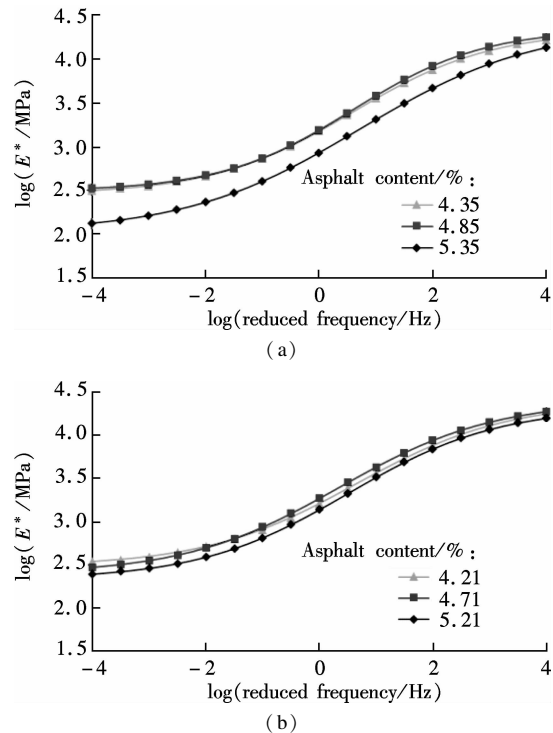 4.5
4.0
3.5
3.0
2.5
2.0
1.5
log(E*/MPa)
Asphalt content/%:
4.35
4.85
5.35
-4 -2 0 2 4
log(reduced frequency/Hz)
(a)
4.5
4.0
3.5
3.0
2.5
2.0
1.5
log(E*/MPa)
Asphalt content/%:
4.21
4.71
5.21
-4 -2 0 2 4
log(reduced frequency/Hz)
(b)